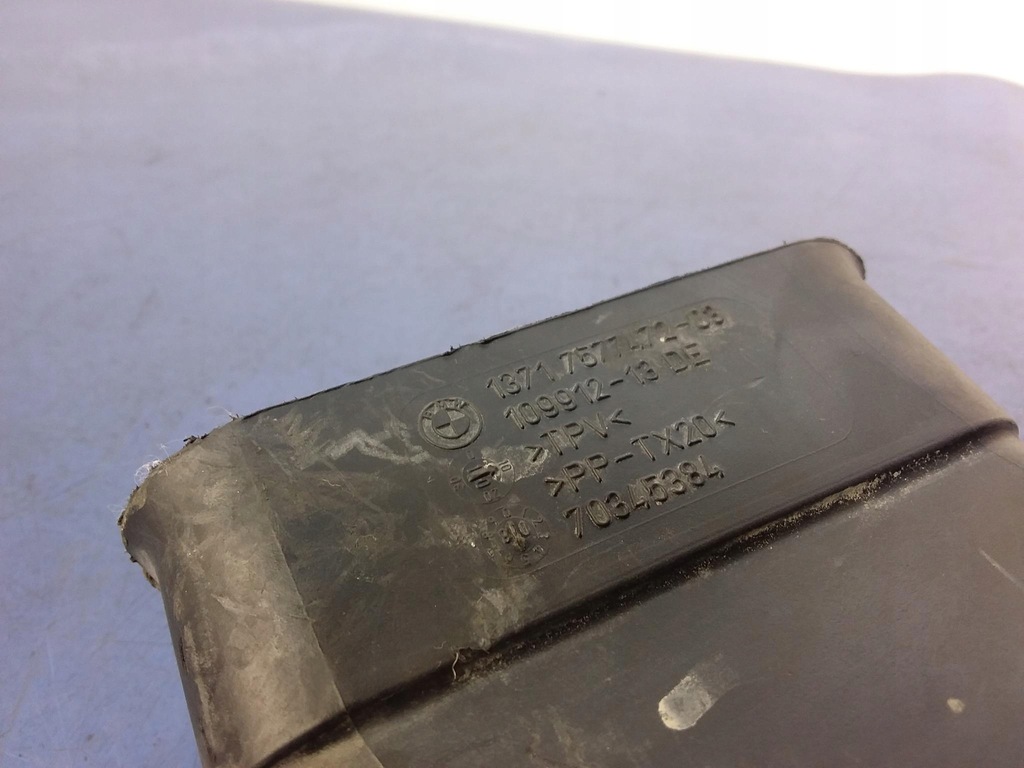 1371.7577472-03
109912-13 DE
>TPV<
>PP-TX20<
70345384